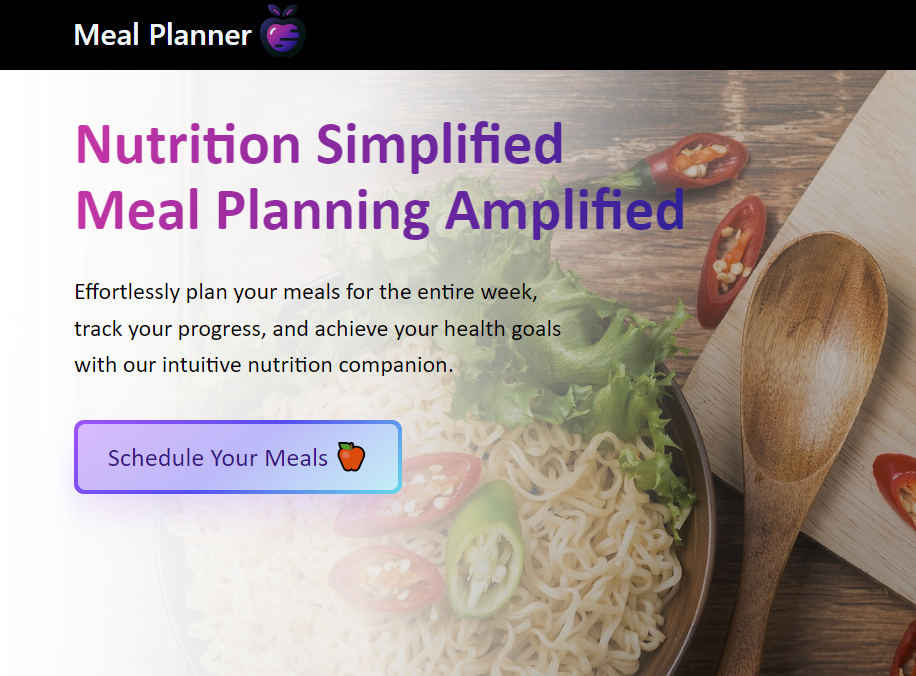 Meal Planner
Nutrition Simplified
Meal Planning Amplified
Effortlessly plan your meals for the entire week,
track your progress, and achieve your health goals
with our intuitive nutrition companion.
Schedule Your Meals